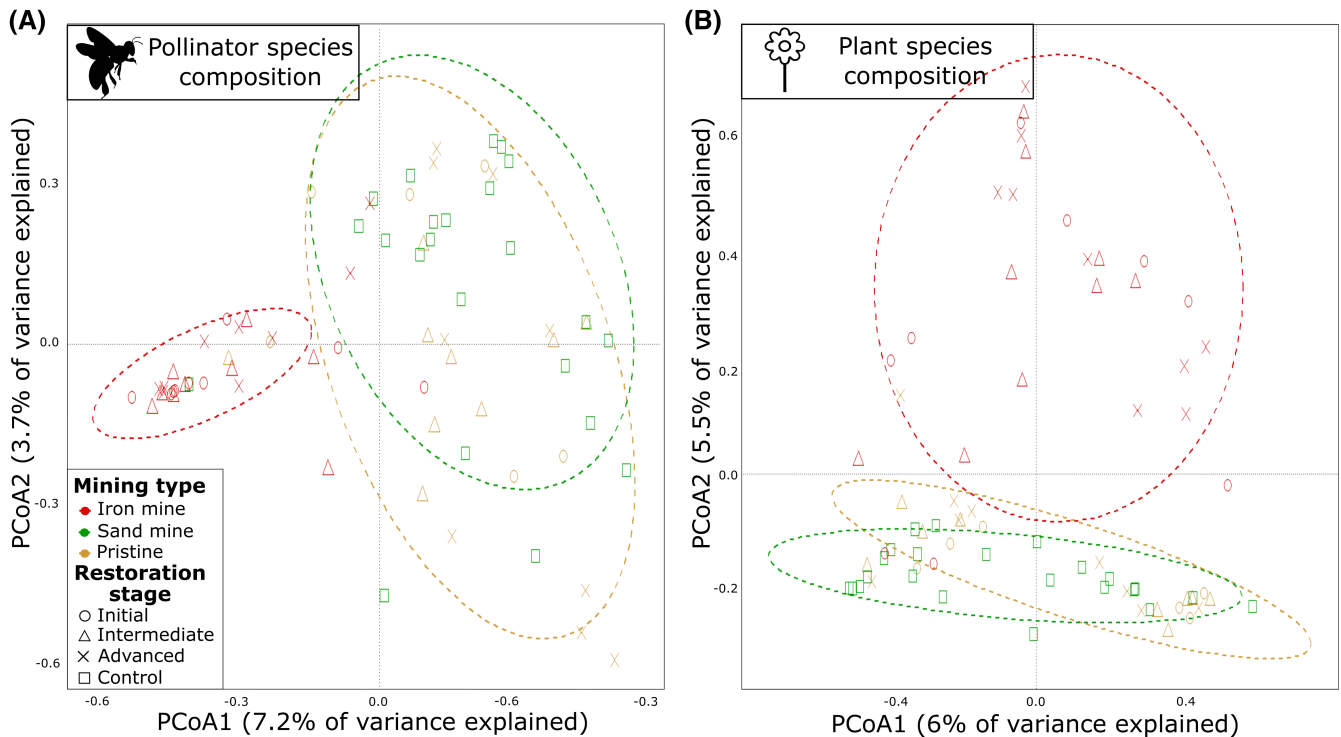 (A)
Pollinator species
composition
PCoA2 (3.7% of variance explained)
0.3
0.0
-0.3
-0.6
Mining type
Iron mine
Sand mine
Pristine
Restoration
stage
Initial
Intermediate
Advanced
Control
-0.6
-0.3
0.0
-0.6
-0.3
PCoA1 (7.2% of variance explained)
(B)
Plant species
composition
PCoA2 (5.5% of variance explained)
0.6
0.4
0.2
0.0
-0.2
-0.4
0.0
0.4
PCoA1 (6% of variance explained)